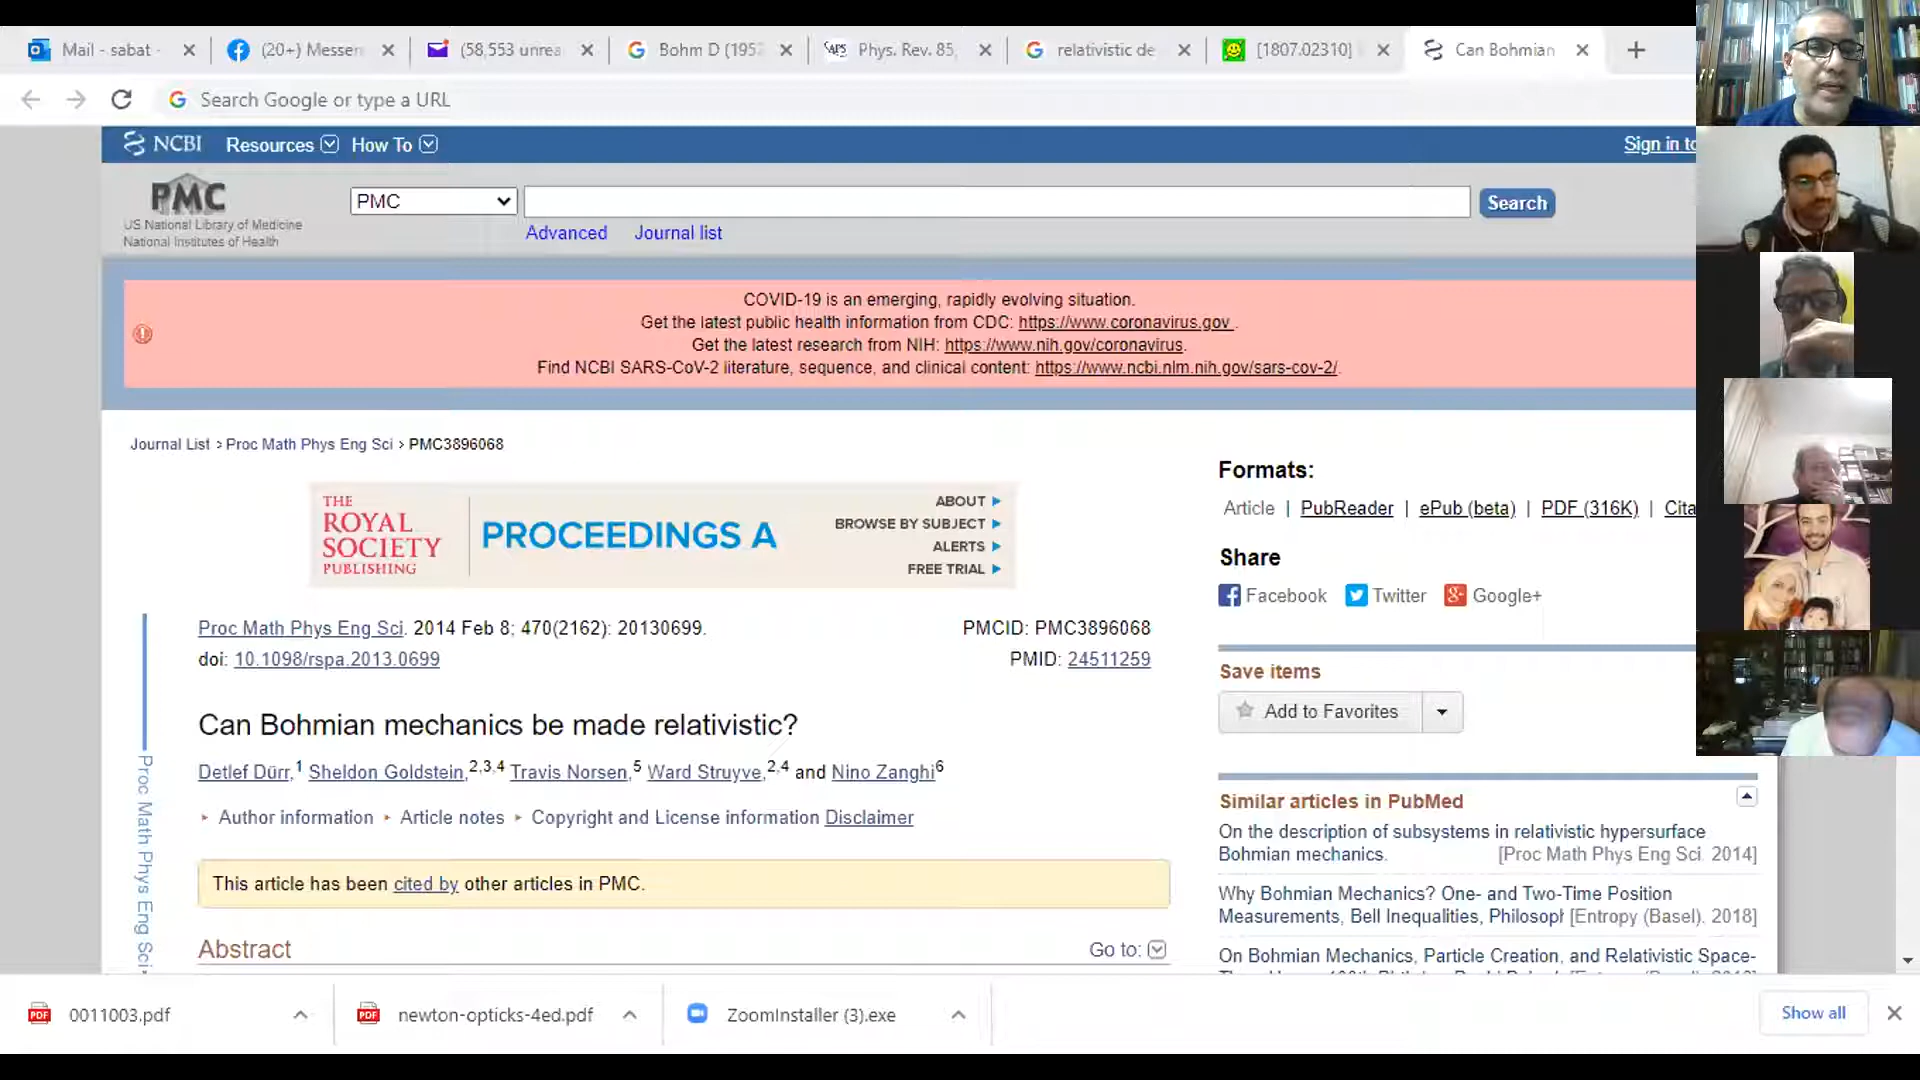 Mail - sabat -
(20+) Messen
(58,553 unrea
Bohm D (1952
APS Phys. Rev. 85,
relativistic de
[1807.02310]
Can Bohmian
Search Google or type a URL
NCBI Resources How To
Sign in to
PMC
US National Library of Medicine
National Institutes of Health
PMC
Search
Advanced Journal list
COVID-19 is an emerging, rapidly evolving situation.
Get the latest public health information from CDC: https://www.coronavirus.gov .
Get the latest research from NIH: https://www.nih.gov/coronavirus.
Find NCBI SARS-CoV-2 literature, sequence, and clinical content: https://www.ncbi.nlm.nih.gov/sars-cov-2/.
Journal List > Proc Math Phys Eng Sci > PMC3896068
THE
ROYAL
SOCIETY
PUBLISHING
PROCEEDINGS A
ABOUT
BROWSE BY SUBJECT
ALERTS
FREE TRIAL
Formats:
Article | PubReader | ePub (beta) | PDF (316K) | Cita
Share
Facebook Twitter Google+
Proc Math Phys Eng Sci. 2014 Feb 8; 470(2162): 20130699.
PMCID: PMC3896068
doi: 10.1098/rspa.2013.0699
PMID: 24511259
Can Bohmian mechanics be made relativistic?
Detlef Dürr,1 Sheldon Goldstein,2,3,4 Travis Norsen,5 Ward Struyve,2,4 and Nino Zanghì6
Author information Article notes Copyright and License information Disclaimer
This article has been cited by other articles in PMC.
Abstract
Go to:
Proc Math Phys Eng Sci
Save items
Add to Favorites
Similar articles in PubMed
On the description of subsystems in relativistic hypersurface
Bohmian mechanics. [Proc Math Phys Eng Sci. 2014]
Why Bohmian Mechanics? One- and Two-Time Position
Measurements, Bell Inequalities, Philosoph [Entropy (Basel). 2018]
On Bohmian Mechanics, Particle Creation, and Relativistic Space-
0011003.pdf
newton-opticks-4ed.pdf
ZoomInstaller (3).exe
Show all